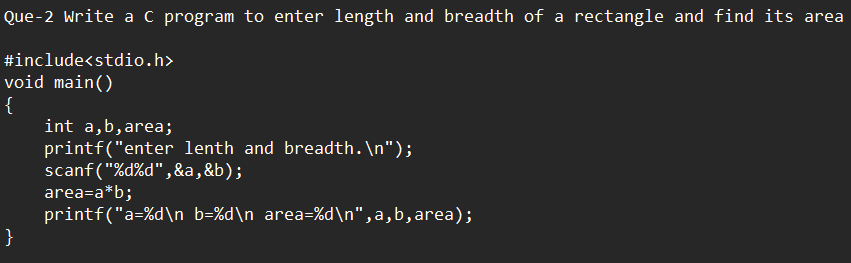 Que-2 Write a C program to enter length and breadth of a rectangle and find its area
#include<stdio.h>
void main()
{
    int a,b,area;
    printf("enter lenth and breadth.\n");
    scanf("%d%d",&a,&b);
    area=a*b;
    printf("a=%d\n b=%d\n area=%d\n",a,b,area);
}